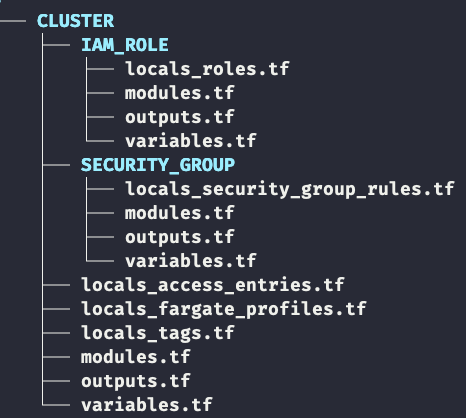 CLUSTER
IAM_ROLE
locals_roles.tf
modules.tf
outputs.tf
variables.tf
SECURITY_GROUP
locals_security_group_rules.tf
modules.tf
outputs.tf
variables.tf
locals_access_entries.tf
locals_fargate_profiles.tf
locals_tags.tf
modules.tf
outputs.tf
variables.tf